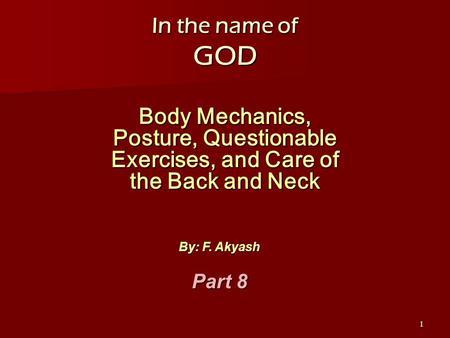 In the name of
GOD
Body Mechanics,
Posture, Questionable
Exercises, and Care of
the Back and Neck
By: F. Akyash
Part 8
1